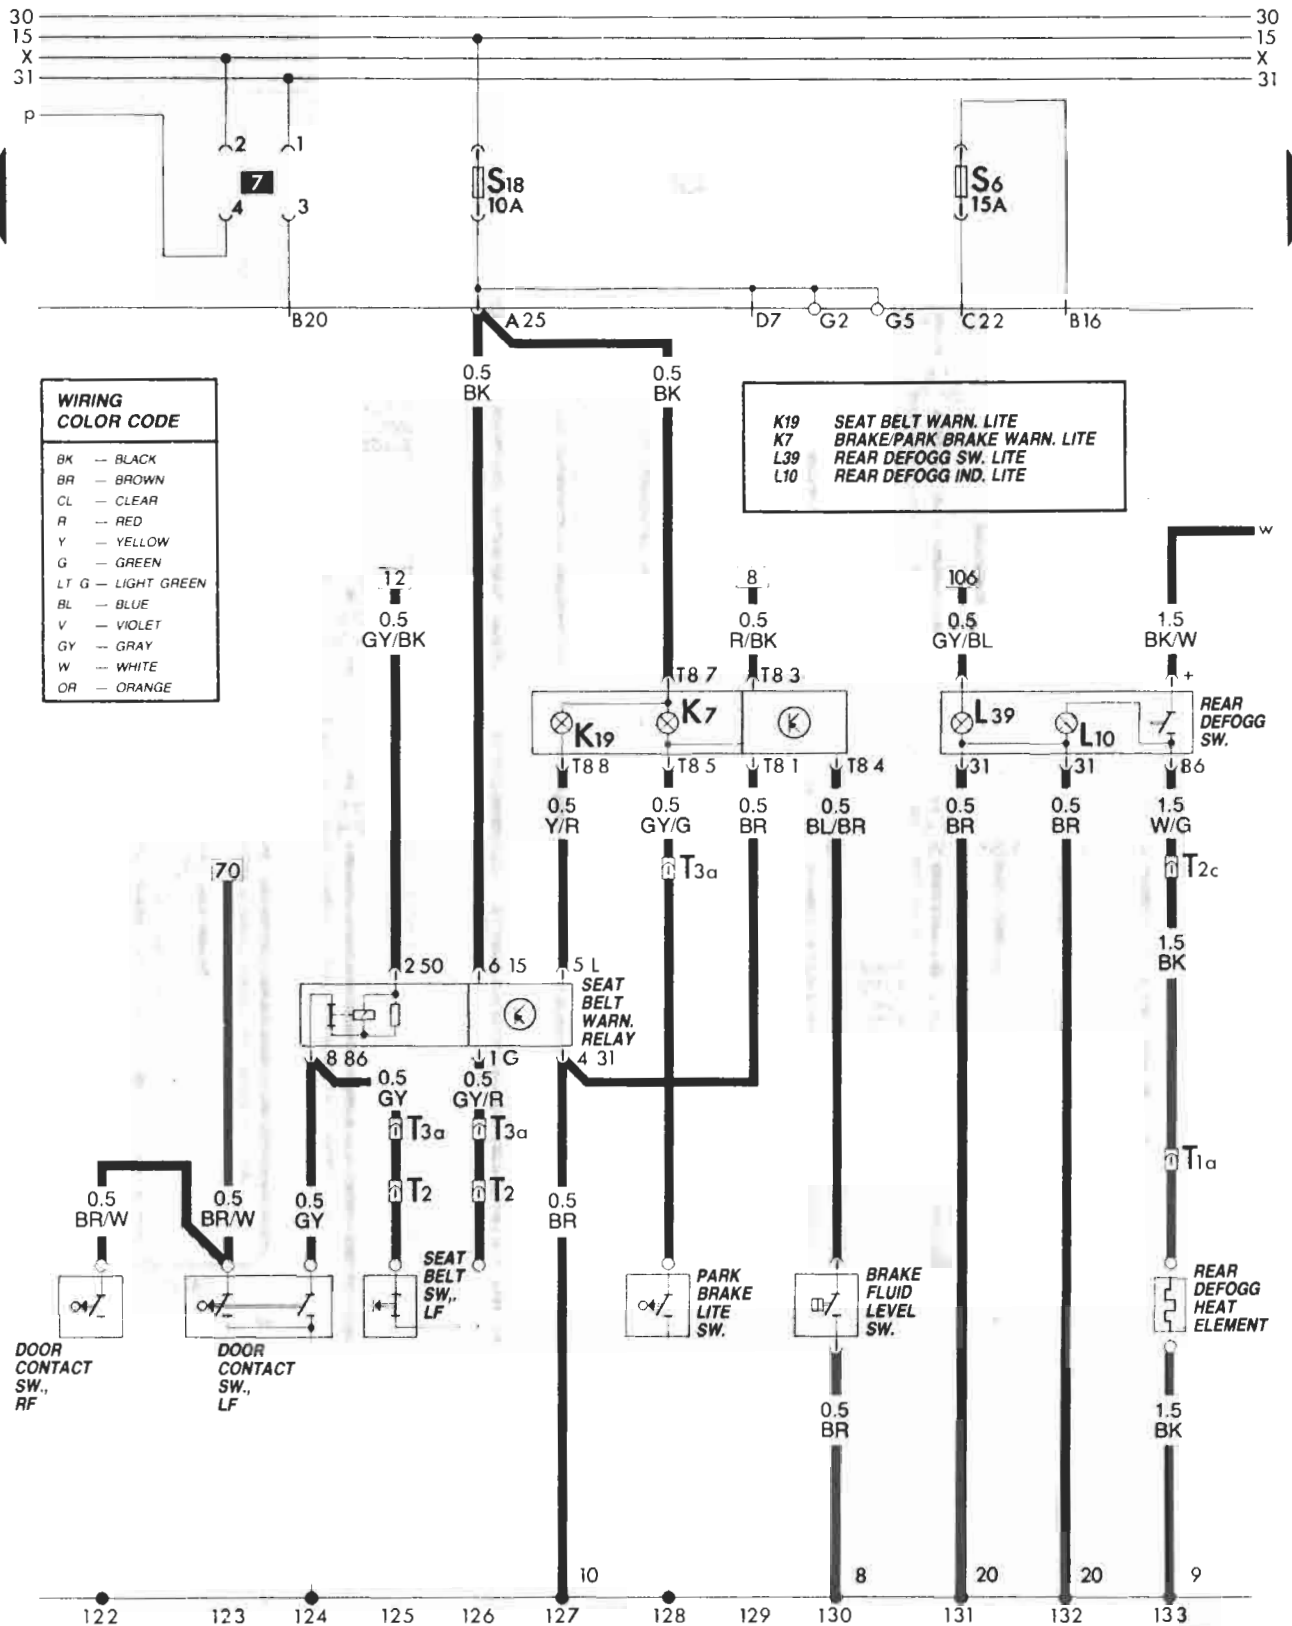 30 30
15 15
X X
31 31
p
2 1
7
4 3
S18
10A
S6
15A
B20 A 25 D7 G2 G5 C22 B16
0.5
BK
0.5
BK
WIRING
COLOR CODE
BK — BLACK
BR — BROWN
CL — CLEAR
R — RED
Y — YELLOW
G — GREEN
LT G — LIGHT GREEN
BL — BLUE
V — VIOLET
GY — GRAY
W — WHITE
OR — ORANGE
K19 SEAT BELT WARN. LITE
K7 BRAKE/PARK BRAKE WARN. LITE
L39 REAR DEFOGG SW. LITE
L10 REAR DEFOGG IND. LITE
w
12
0.5
GY/BK
8
0.5
R/BK
106
0.5
GY/BL
1.5
BK/W
T8 7 T8 3 +
K19 K7 L39 L10
REAR
DEFOGG
SW.
T8 8 T8 5 T8 1 T8 4 31 31 86
0.5
Y/R
0.5
GY/G
0.5
BR
0.5
BL/BR
0.5
BR
0.5
BR
1.5
W/G
70
T3a
T2c
1.5
BK
2 50 6 15 5 L
SEAT
BELT
WARN.
RELAY
8 86 1 G 4 31
0.5
GY
0.5
GY/R
T3a T3a
T2 T2
T1a
0.5
BR/W
0.5
BR/W
0.5
GY
0.5
BR
SEAT
BELT
SW.,
LF
PARK
BRAKE
LITE
SW.
BRAKE
FLUID
LEVEL
SW.
REAR
DEFOGG
HEAT
ELEMENT
DOOR
CONTACT
SW.,
RF
DOOR
CONTACT
SW.,
LF
0.5
BR
1.5
BK
10 8 20 20 9
122 123 124 125 126 127 128 129 130 131 132 133